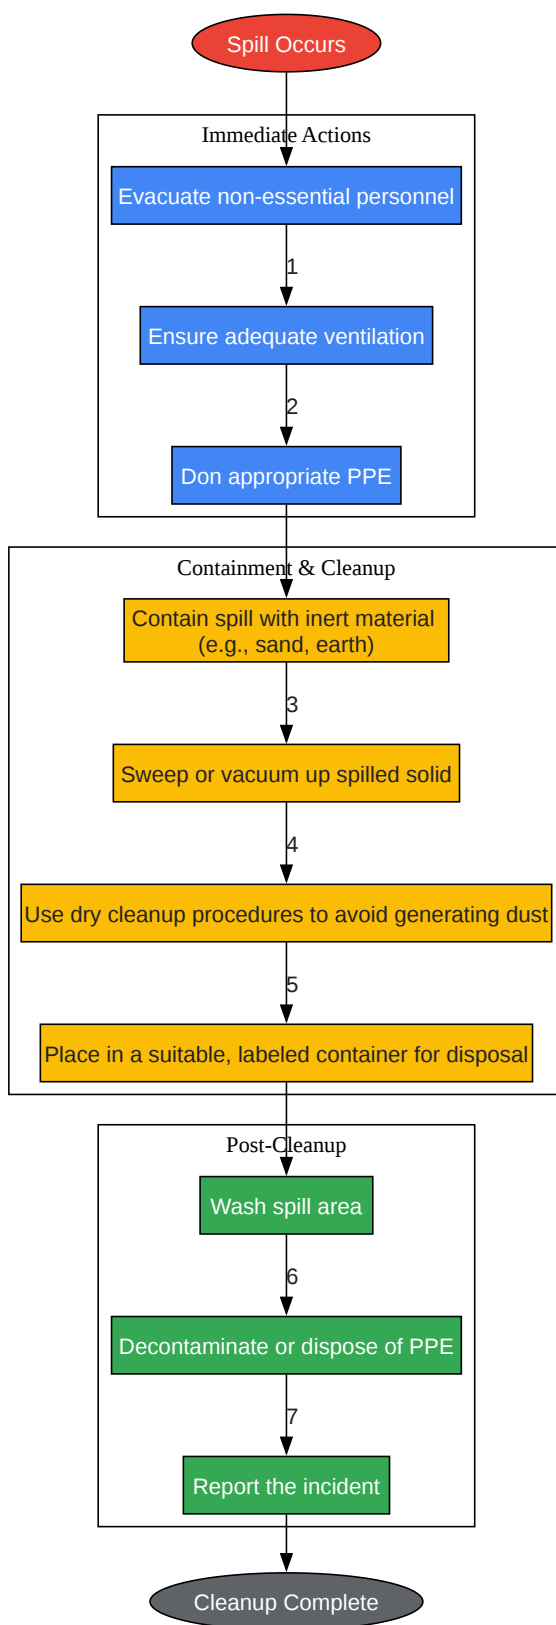 Spill Occurs
Immediate Actions
Evacuate non-essential personnel
1
Ensure adequate ventilation
2
Don appropriate PPE
Containment & Cleanup
Contain spill with inert material
(e.g., sand, earth)
3
Sweep or vacuum up spilled solid
4
Use dry cleanup procedures to avoid generating dust
5
Place in a suitable, labeled container for disposal
Post-Cleanup
Wash spill area
6
Decontaminate or dispose of PPE
7
Report the incident
Cleanup Complete